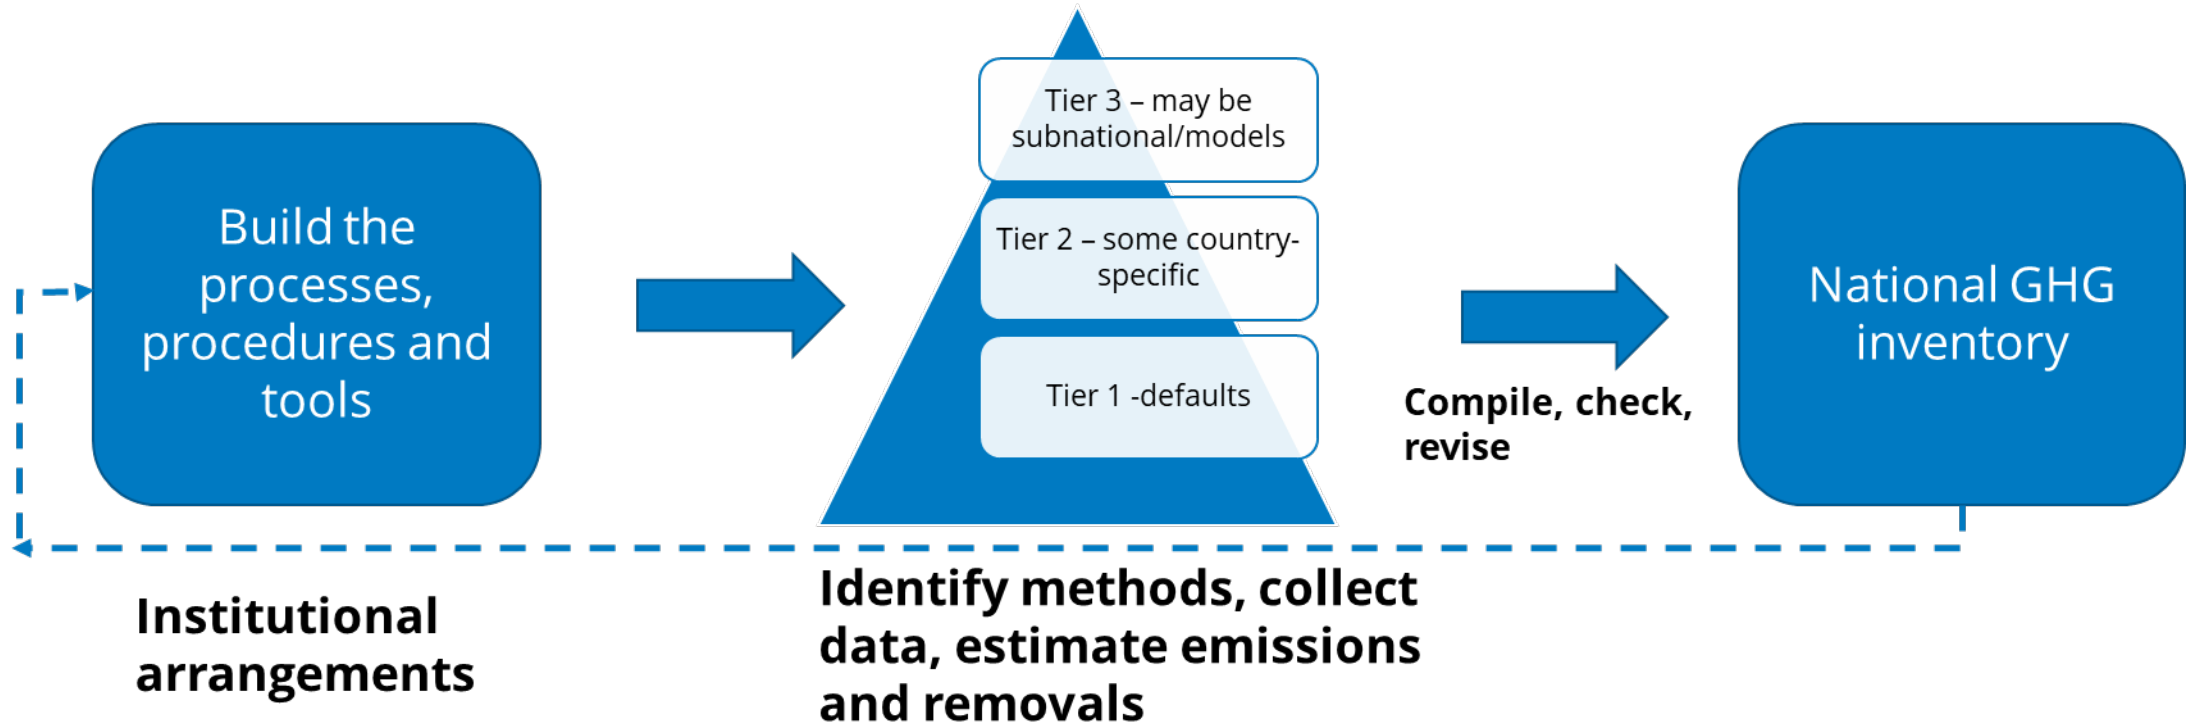 Build the
processes,
procedures and
tools
Institutional
arrangements
Tier 3 – may be
subnational/models
Tier 2 – some country-
specific
Tier 1 -defaults
Identify methods, collect
data, estimate emissions
and removals
Compile, check,
revise
National GHG
inventory